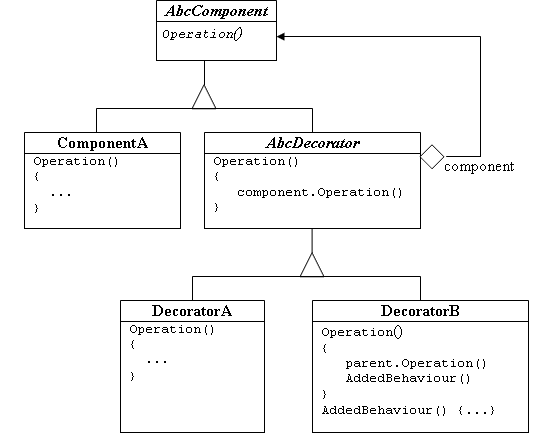 AbcComponent
Operation()
ComponentA
Operation()
{
...
}
AbcDecorator
Operation()
{
component.Operation()
}
component
DecoratorA
Operation()
{
...
}
DecoratorB
Operation()
{
parent.Operation()
AddedBehaviour()
}
AddedBehaviour() {...}